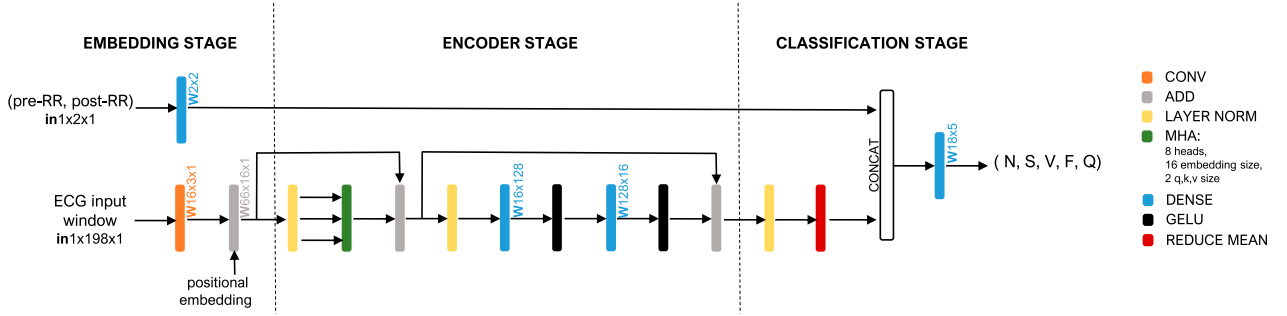 EMBEDDING STAGE
ENCODER STAGE
CLASSIFICATION STAGE
(pre-RR, post-RR)
in1x2x1
W2x2
ECG input
window
in1x198x1
W16x3x1
W66x16x1
positional
embedding
W16x128
W128x16
CONCAT
W18x5
( N, S, V, F, Q)
CONV
ADD
LAYER NORM
MHA:
8 heads,
16 embedding size,
2 q,k,v size
DENSE
GELU
REDUCE MEAN